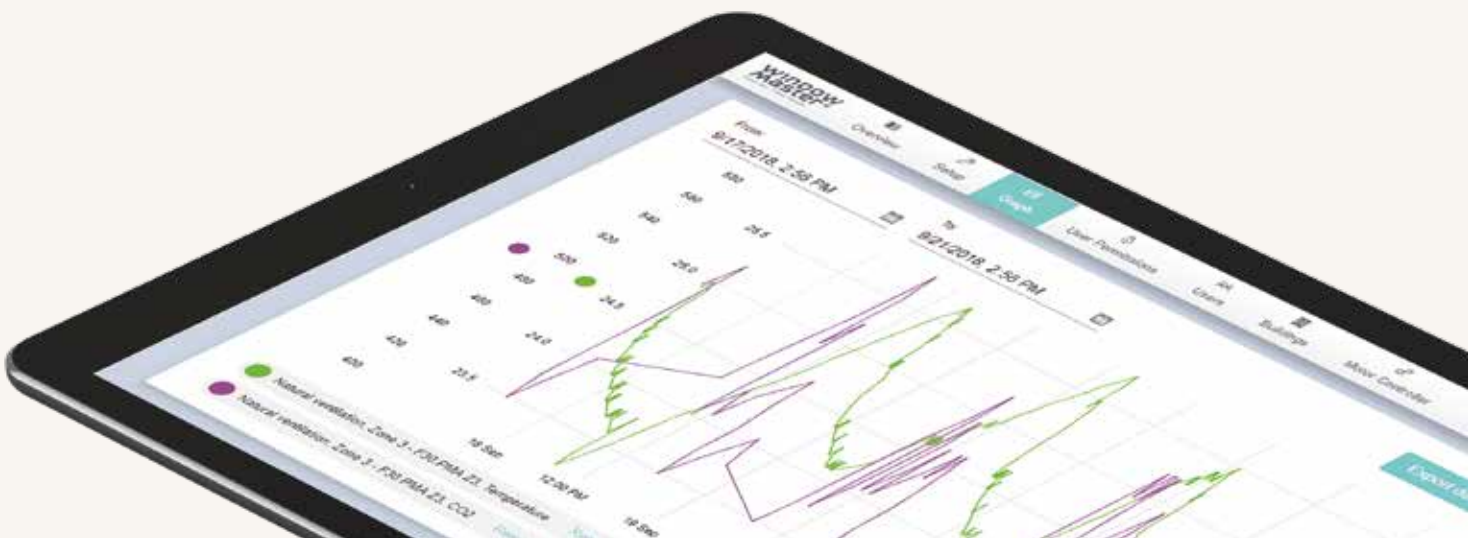 Window
Master
Overview
Setup
Graph
User Permissions
Users
Buildings
Motor Controller
From
9/17/2018, 2:58 PM
To
9/21/2018, 2:58 PM
580
560
540
520
500
480
460
440
420
400
25.5
25.0
24.5
24.0
23.5
18 Sep
12:00 PM
19 Sep
Natural ventilation, Zone 3 - F30 PMA 23, Temperature
Natural ventilation, Zone 3 - F30 PMA 23, CO2
Export